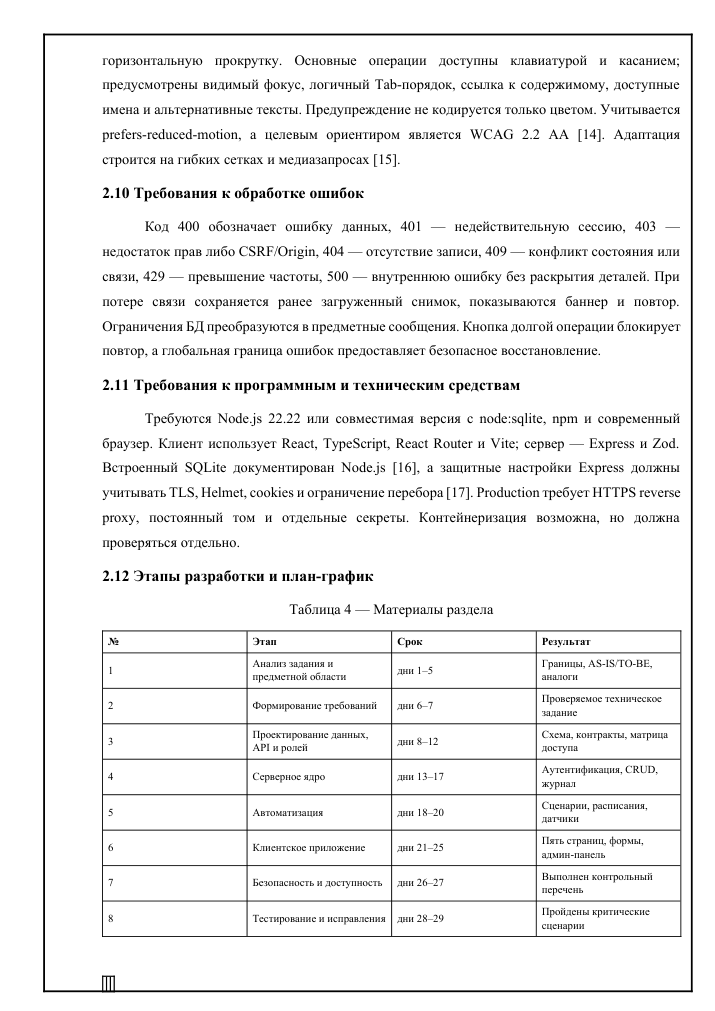 горизонтальную прокрутку. Основные операции доступны клавиатурой и касанием;
предусмотрены видимый фокус, логичный Tab-порядок, ссылка к содержимому, доступные
имена и альтернативные тексты. Предупреждение не кодируется только цветом. Учитывается
prefers-reduced-motion, а целевым ориентиром является WCAG 2.2 AA [14]. Адаптация
строится на гибких сетках и медиазапросах [15].
2.10 Требования к обработке ошибок
Код 400 обозначает ошибку данных, 401 — недействительную сессию, 403 —
недостаток прав либо CSRF/Origin, 404 — отсутствие записи, 409 — конфликт состояния или
связи, 429 — превышение частоты, 500 — внутреннюю ошибку без раскрытия деталей. При
потере связи сохраняется ранее загруженный снимок, показываются баннер и повтор.
Ограничения БД преобразуются в предметные сообщения. Кнопка долгой операции блокирует
повтор, а глобальная граница ошибок предоставляет безопасное восстановление.
2.11 Требования к программным и техническим средствам
Требуются Node.js 22.22 или совместимая версия с node:sqlite, npm и современный
браузер. Клиент использует React, TypeScript, React Router и Vite; сервер — Express и Zod.
Встроенный SQLite документирован Node.js [16], а защитные настройки Express должны
учитывать TLS, Helmet, cookies и ограничение перебора [17]. Production требует HTTPS reverse
proxy, постоянный том и отдельные секреты. Контейнеризация возможна, но должна
проверяться отдельно.
2.12 Этапы разработки и план-график
Таблица 4 — Материалы раздела
№ Этап Срок Результат
1 Анализ задания и предметной области дни 1–5 Границы, AS-IS/TO-BE, аналоги
2 Формирование требований дни 6–7 Проверяемое техническое задание
3 Проектирование данных, API и ролей дни 8–12 Схема, контракты, матрица доступа
4 Серверное ядро дни 13–17 Аутентификация, CRUD, журнал
5 Автоматизация дни 18–20 Сценарии, расписания, датчики
6 Клиентское приложение дни 21–25 Пять страниц, формы, админ-панель
7 Безопасность и доступность дни 26–27 Выполнен контрольный перечень
8 Тестирование и исправления дни 28–29 Пройдены критические сценарии